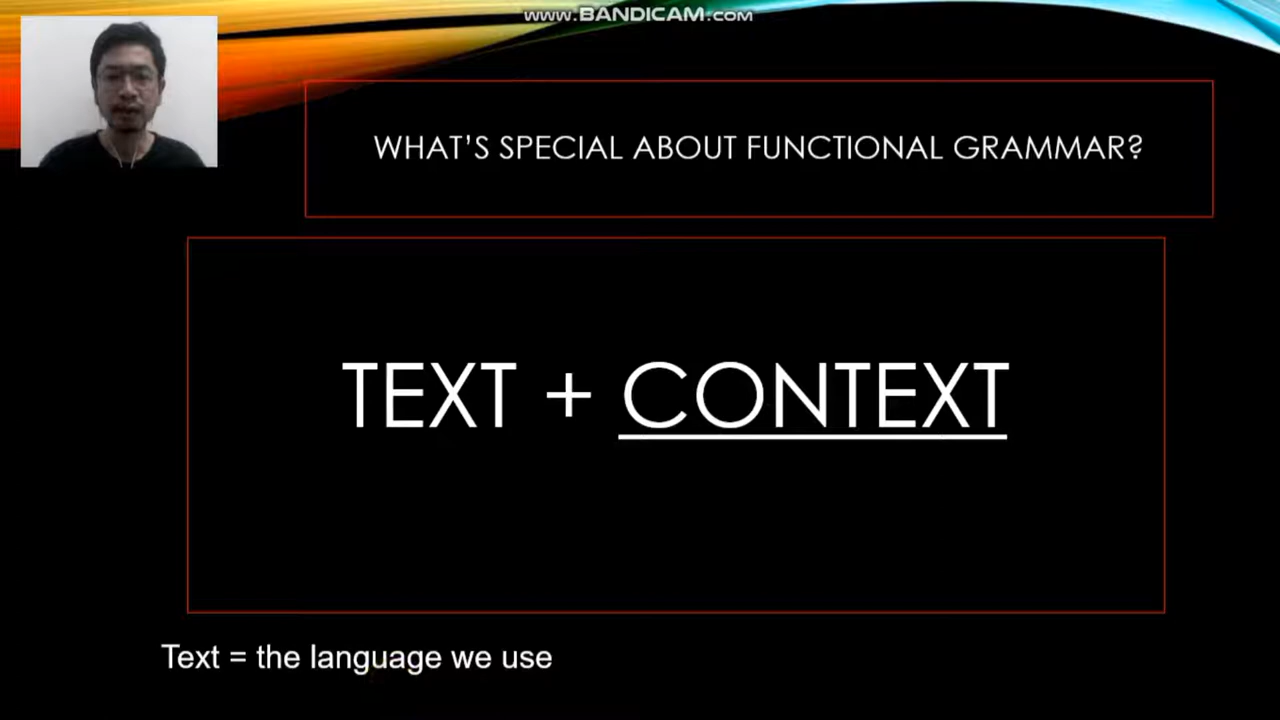 www.BANDICAM.com
WHAT'S SPECIAL ABOUT FUNCTIONAL GRAMMAR?
TEXT + CONTEXT
Text = the language we use